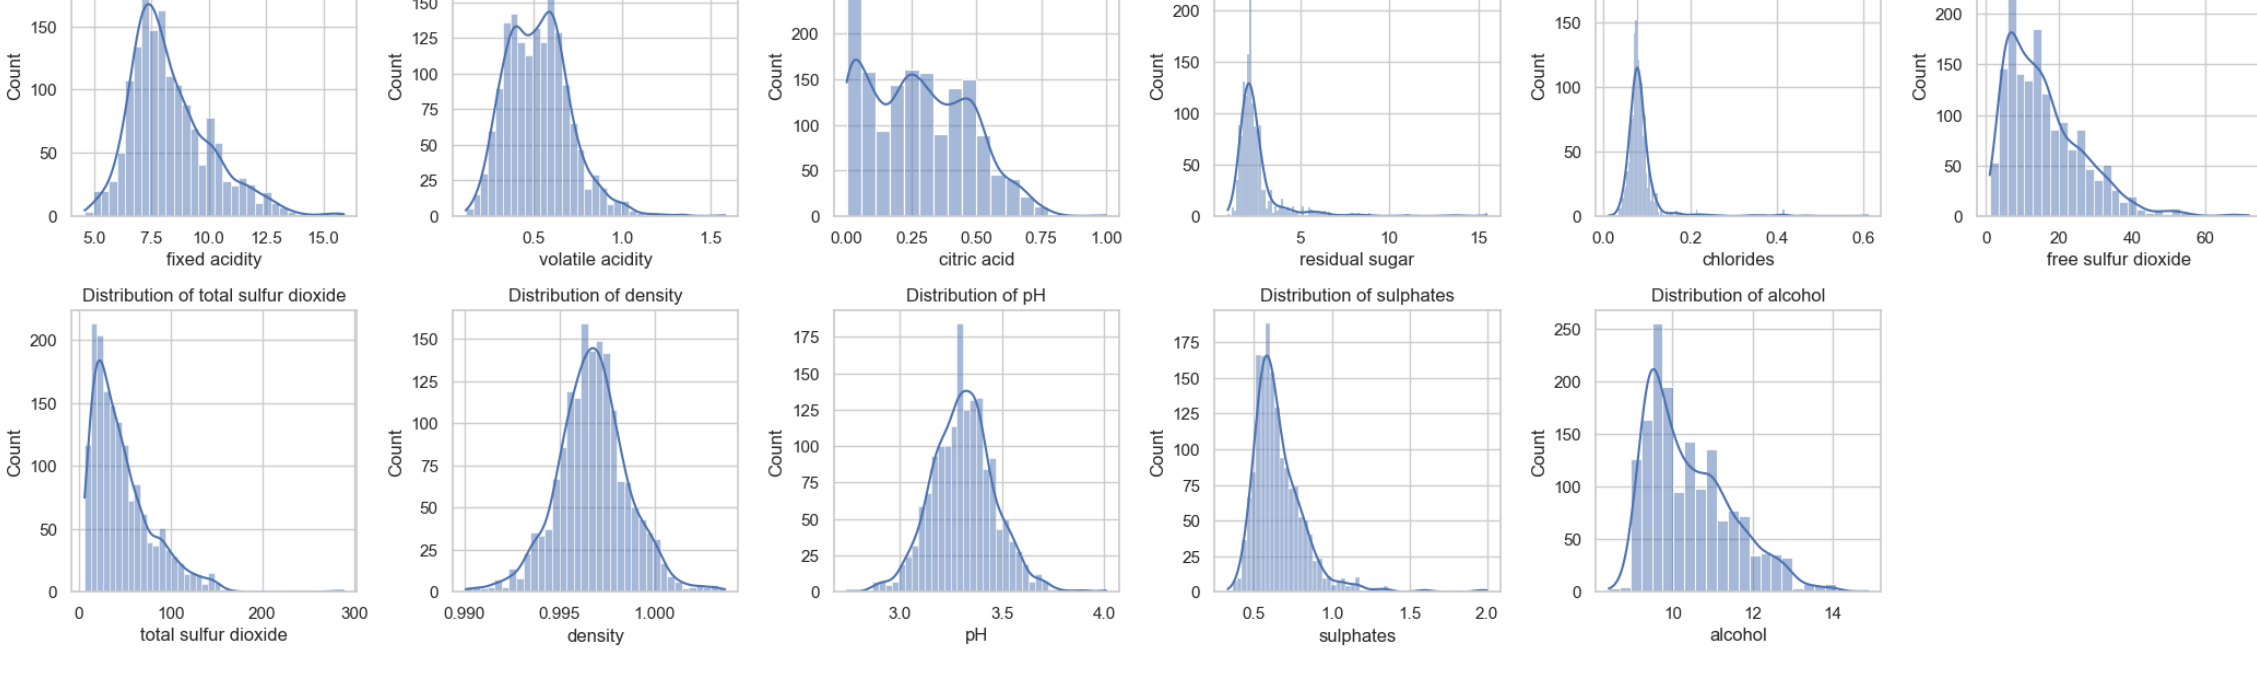 Count
150
100
50
0
5.0 7.5 10.0 12.5 15.0
fixed acidity
Count
150
125
100
75
50
25
0
0.5 1.0 1.5
volatile acidity
Count
200
150
100
50
0
0.00 0.25 0.50 0.75 1.00
citric acid
Count
200
150
100
50
0
5 10 15
residual sugar
Count
150
100
50
0
0.0 0.2 0.4 0.6
chlorides
Count
200
150
100
50
0
0 20 40 60
free sulfur dioxide
Distribution of total sulfur dioxide
Count
200
150
100
50
0
0 100 200 300
total sulfur dioxide
Distribution of density
Count
150
125
100
75
50
25
0
0.990 0.995 1.000
density
Distribution of pH
Count
175
150
125
100
75
50
25
0
3.0 3.5 4.0
pH
Distribution of sulphates
Count
175
150
125
100
75
50
25
0
0.5 1.0 1.5 2.0
sulphates
Distribution of alcohol
Count
250
200
150
100
50
0
10 12 14
alcohol